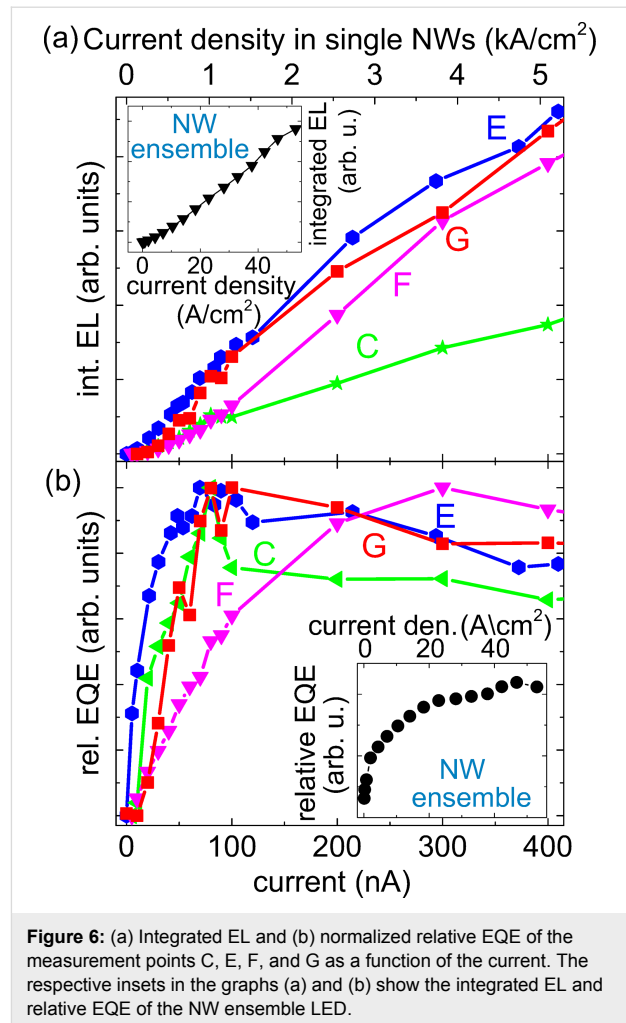 (a) Current density in single NWs (kA/cm²)
0 1 2 3 4 5
int. EL (arb. units)
NW
ensemble
integrated EL
(arb. u.)
0 20 40
current density
(A/cm²)
E
G
F
C
(b)
rel. EQE (arb. units)
E
G
C
F
current den.(A\cm²)
0 20 40
relative EQE
(arb. u.)
NW
ensemble
0 100 200 300 400
current (nA)
Figure 6: (a) Integrated EL and (b) normalized relative EQE of the
measurement points C, E, F, and G as a function of the current. The
respective insets in the graphs (a) and (b) show the integrated EL and
relative EQE of the NW ensemble LED.